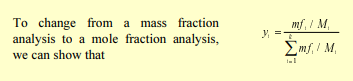 To change from a mass fraction
analysis to a mole fraction analysis,
we can show that
y_i = (mf_i / M_i) / (∑_{i=1}^{k} mf_i / M_i)